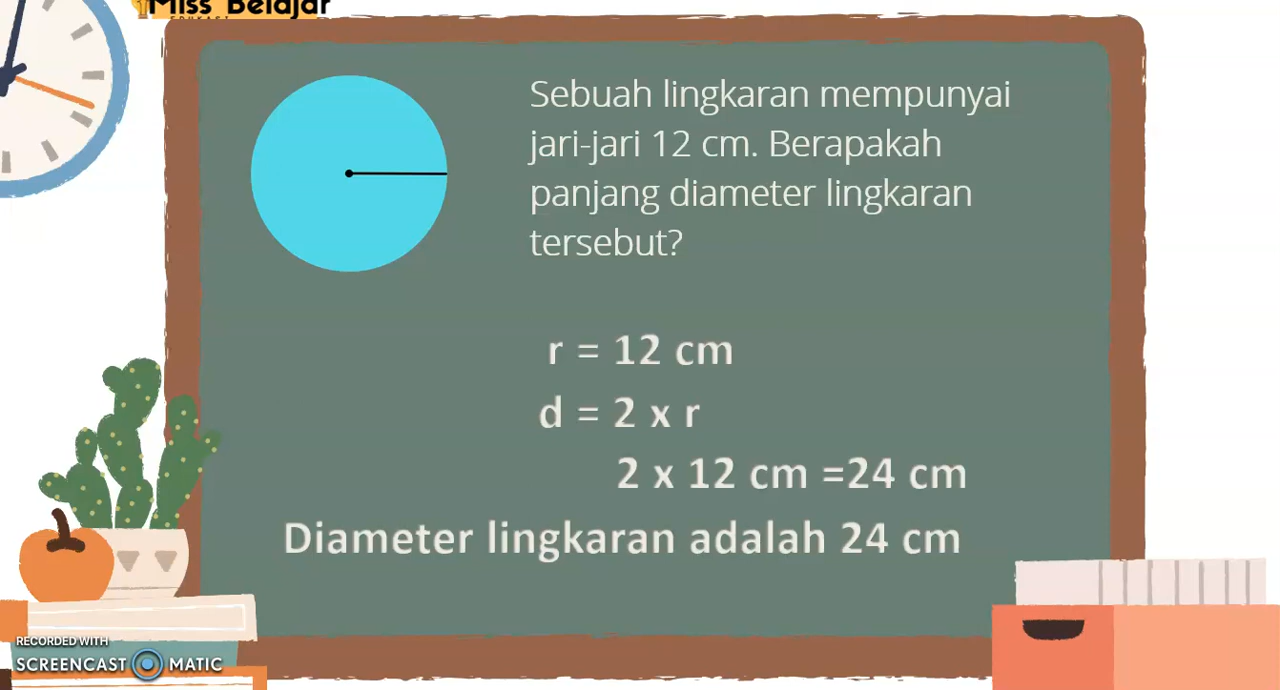 Miss Belajar
Sebuah lingkaran mempunyai
jari-jari 12 cm. Berapakah
panjang diameter lingkaran
tersebut?
r = 12 cm
d = 2 x r
2 x 12 cm =24 cm
Diameter lingkaran adalah 24 cm
RECORDED WITH
SCREENCAST MATIC